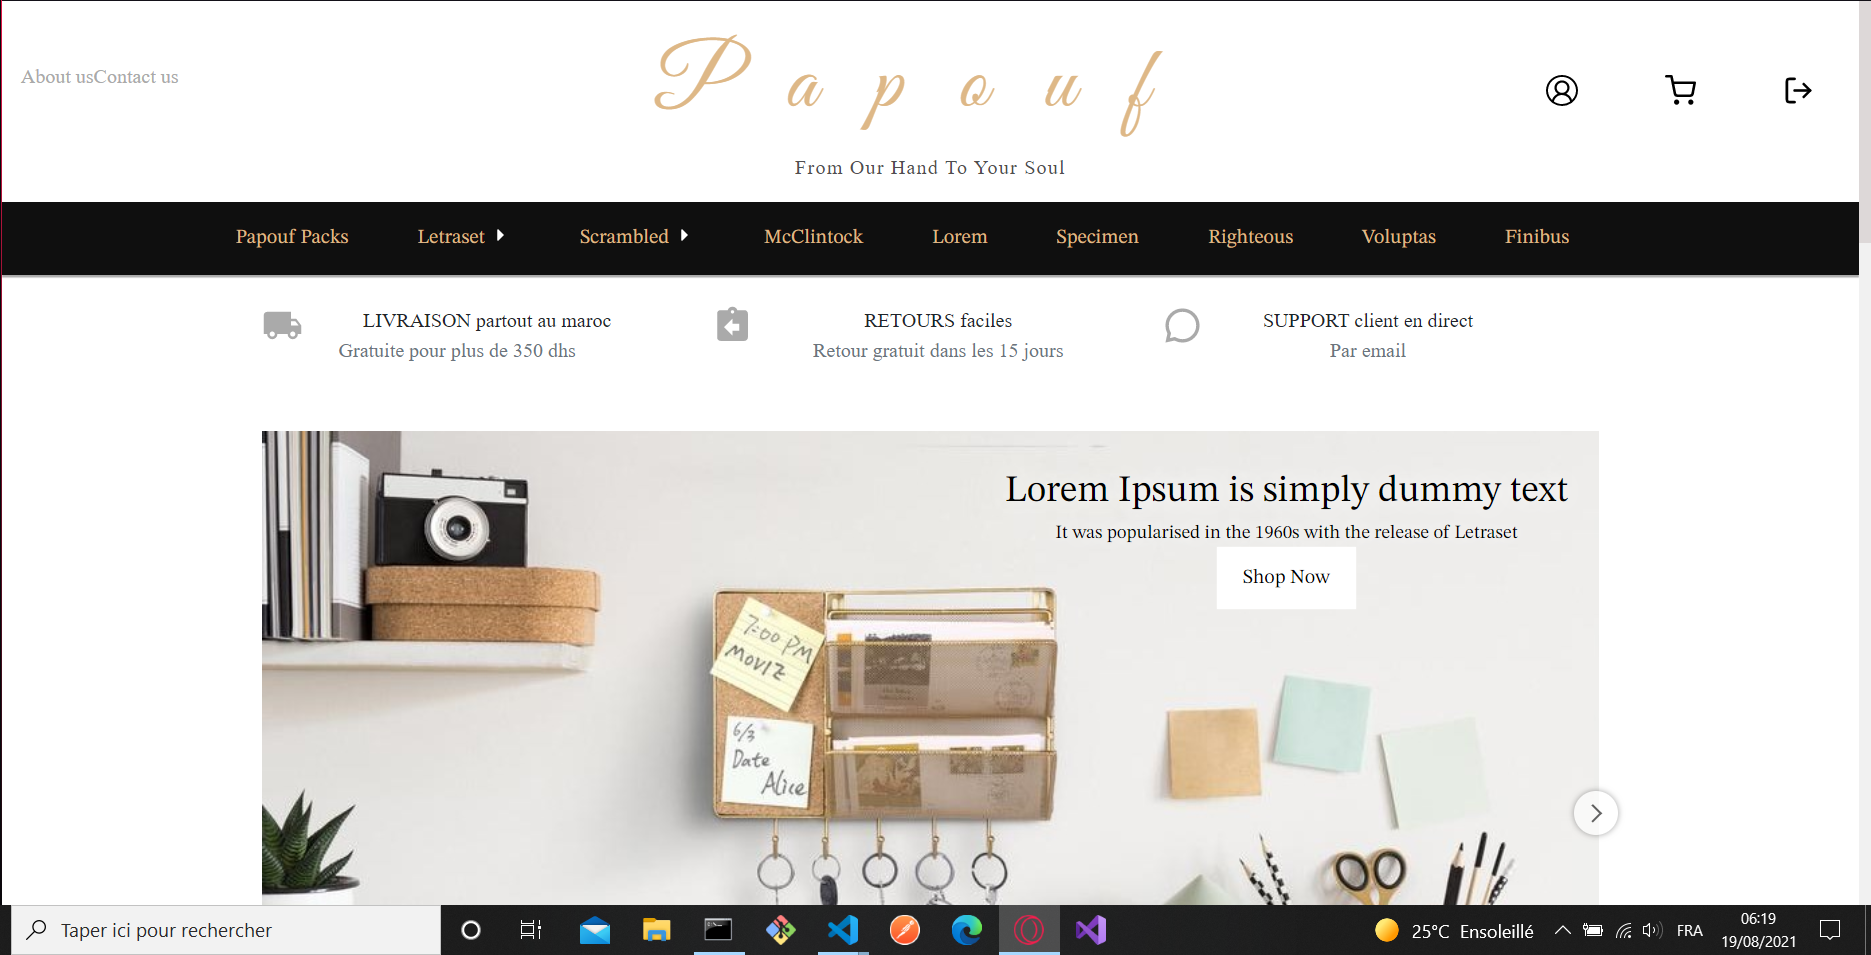 About usContact us
Papouf
From Our Hand To Your Soul
Papouf Packs Letraset Scrambled McClintock Lorem Specimen Righteous Voluptas Finibus
LIVRAISON partout au maroc
Gratuite pour plus de 350 dhs
RETOURS faciles
Retour gratuit dans les 15 jours
SUPPORT client en direct
Par email
Lorem Ipsum is simply dummy text
It was popularised in the 1960s with the release of Letraset
Shop Now
7:00 PM
MOVIE
6/3
Date
Alice
Taper ici pour rechercher
25°C Ensoleillé
FRA
06:19
19/08/2021